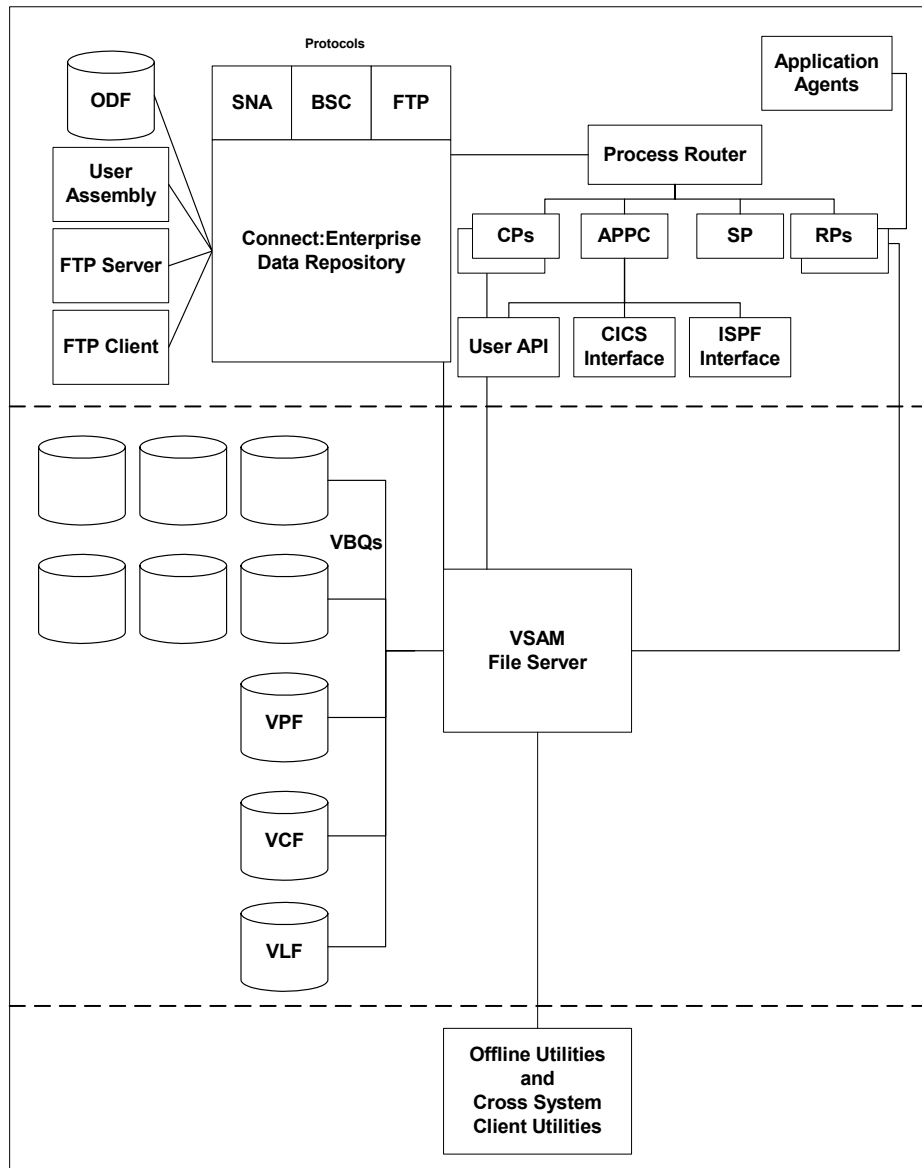 Protocols
ODF
SNA
BSC
FTP
Application
Agents
User
Assembly
Process Router
Connect:Enterprise
Data Repository
CPs
APPC
SP
RPs
FTP Server
FTP Client
User API
CICS
Interface
ISPF
Interface
VBQs
VSAM
File Server
VPF
VCF
VLF
Offline Utilities
and
Cross System
Client Utilities